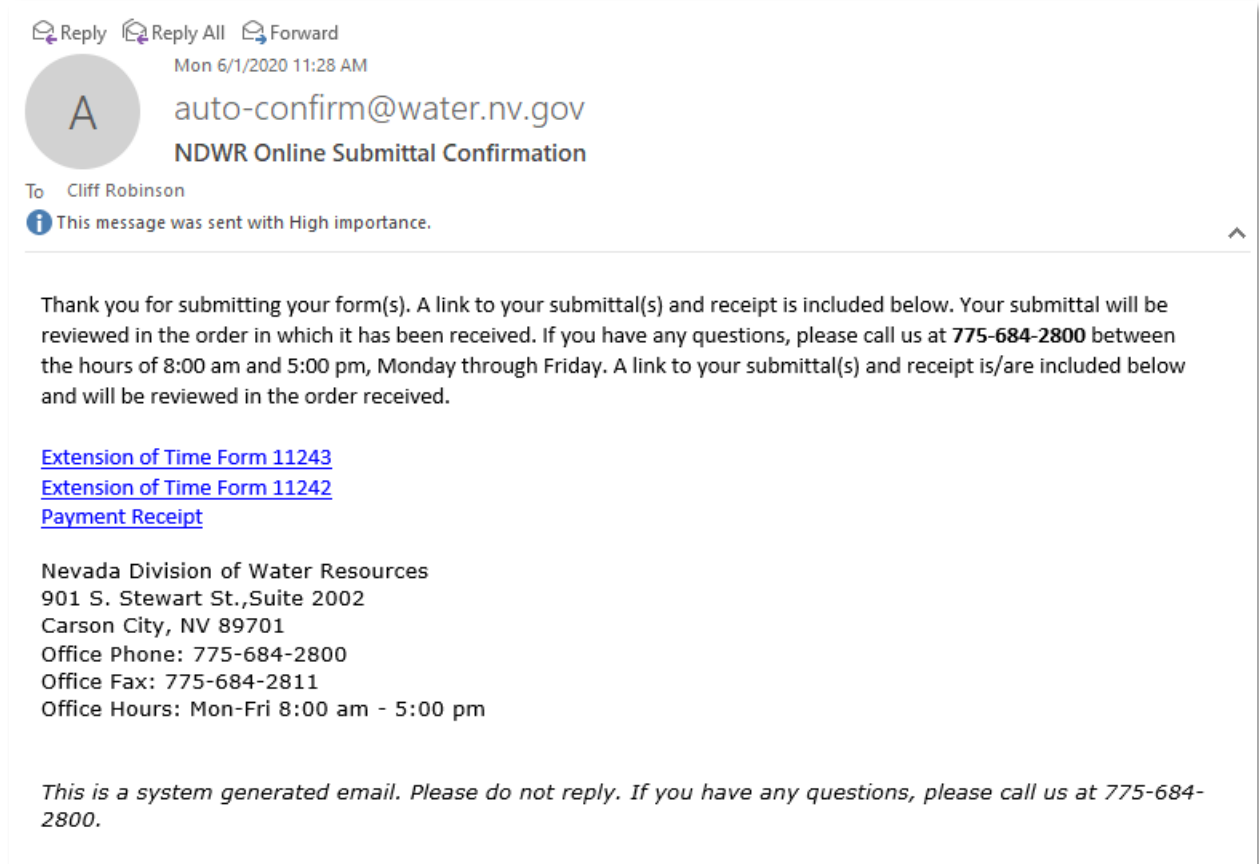 Reply Reply All Forward
Mon 6/1/2020 11:28 AM
A
auto-confirm@water.nv.gov
NDWR Online Submittal Confirmation
To Cliff Robinson
i This message was sent with High importance.
Thank you for submitting your form(s). A link to your submittal(s) and receipt is included below. Your submittal will be
reviewed in the order in which it has been received. If you have any questions, please call us at 775-684-2800 between
the hours of 8:00 am and 5:00 pm, Monday through Friday. A link to your submittal(s) and receipt is/are included below
and will be reviewed in the order received.
Extension of Time Form 11243
Extension of Time Form 11242
Payment Receipt
Nevada Division of Water Resources
901 S. Stewart St.,Suite 2002
Carson City, NV 89701
Office Phone: 775-684-2800
Office Fax: 775-684-2811
Office Hours: Mon-Fri 8:00 am - 5:00 pm
This is a system generated email. Please do not reply. If you have any questions, please call us at 775-684-
2800.